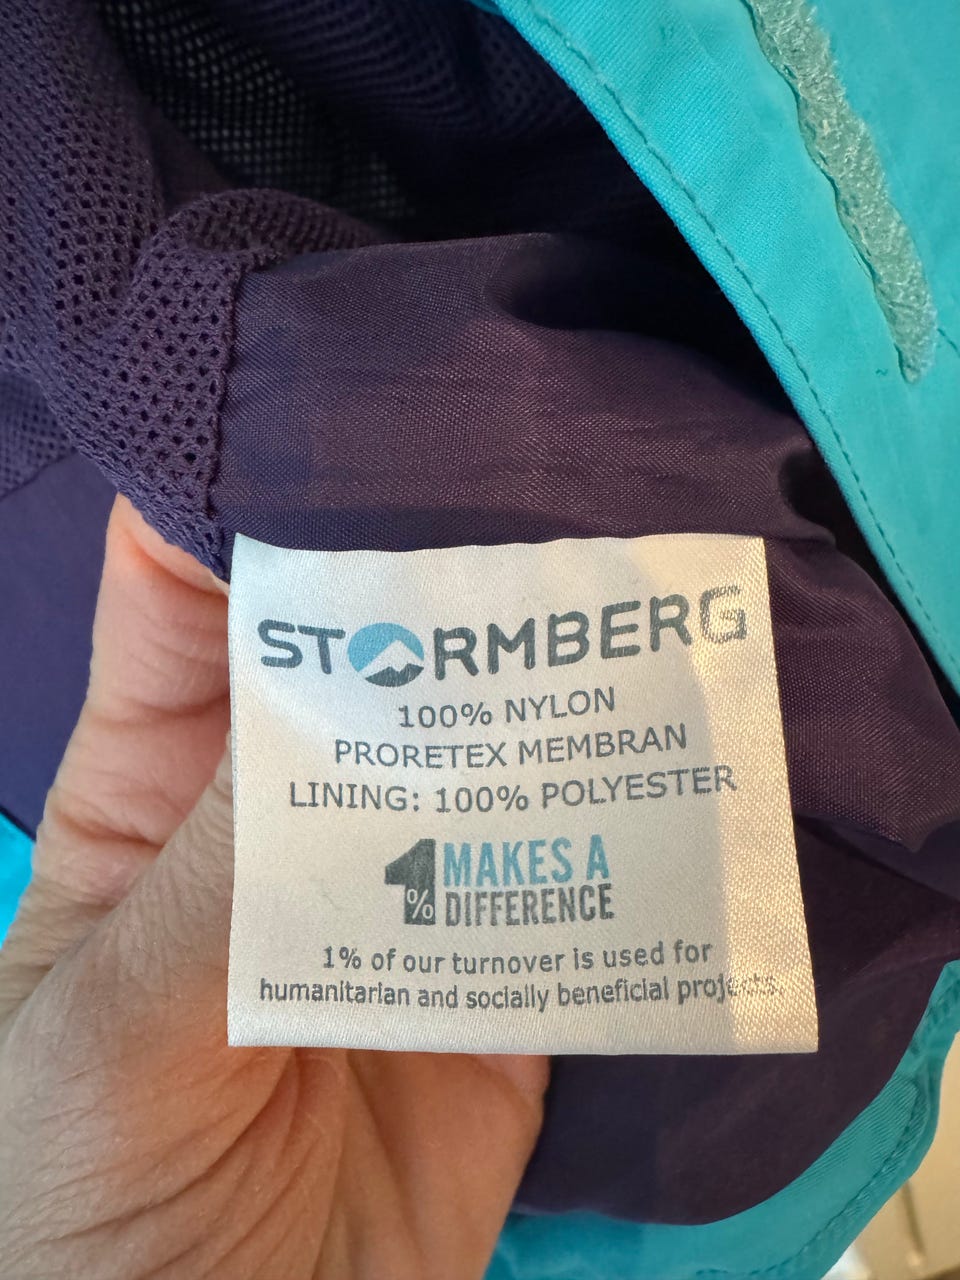 STORMBERG
100% NYLON
PRORETEX MEMBRAN
LINING: 100% POLYESTER
1% MAKES A
DIFFERENCE
1% of our turnover is used for
humanitarian and socially beneficial projects.